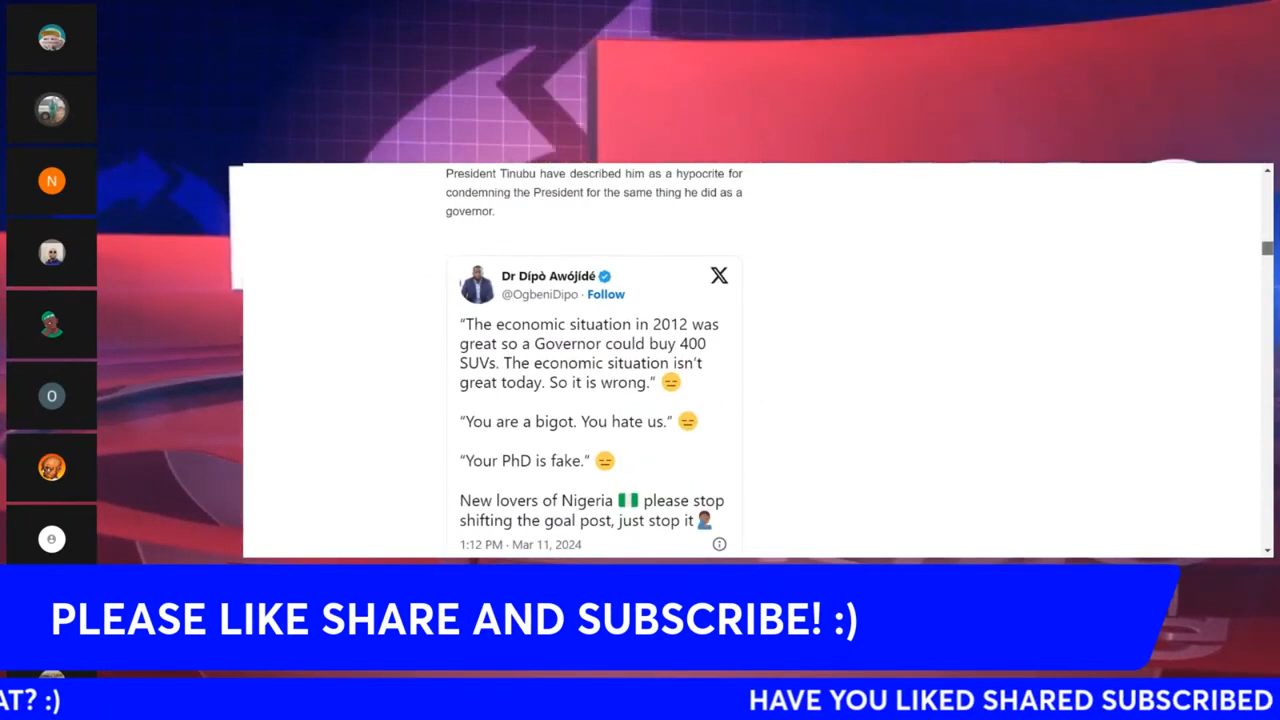 N
O
President Tinubu have described him as a hypocrite for
condemning the President for the same thing he did as a
governor.
Dr Dípò Awójídé
@OgbeniDipo · Follow
“The economic situation in 2012 was
great so a Governor could buy 400
SUVs. The economic situation isn’t
great today. So it is wrong.” 😑
“You are a bigot. You hate us.” 😑
“Your PhD is fake.” 😑
New lovers of Nigeria 🇳🇬 please stop
shifting the goal post, just stop it 🤦🏾‍♂️
1:12 PM · Mar 11, 2024
PLEASE LIKE SHARE AND SUBSCRIBE! :)
AT? :) HAVE YOU LIKED SHARED SUBSCRIBED